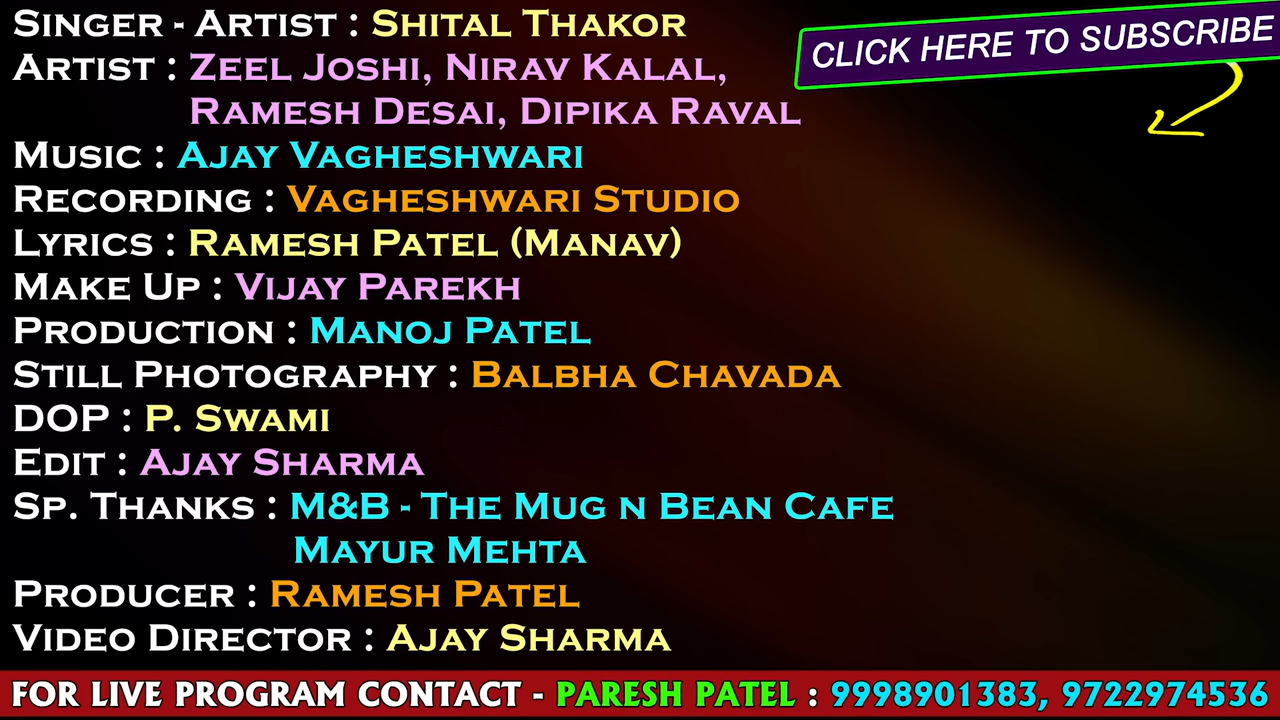 Singer - Artist : Shital Thakor
CLICK HERE TO SUBSCRIBE
Artist : Zeel Joshi, Nirav Kalal,
Ramesh Desai, Dipika Raval
Music : Ajay Vagheshwari
Recording : Vagheshwari Studio
Lyrics : Ramesh Patel (Manav)
Make Up : Vijay Parekh
Production : Manoj Patel
Still Photography : Balbha Chavada
DOP : P. Swami
Edit : Ajay Sharma
Sp. Thanks : M&B - The Mug n Bean Cafe
Mayur Mehta
Producer : Ramesh Patel
Video Director : Ajay Sharma
FOR LIVE PROGRAM CONTACT - PARESH PATEL : 9998901383, 9722974536